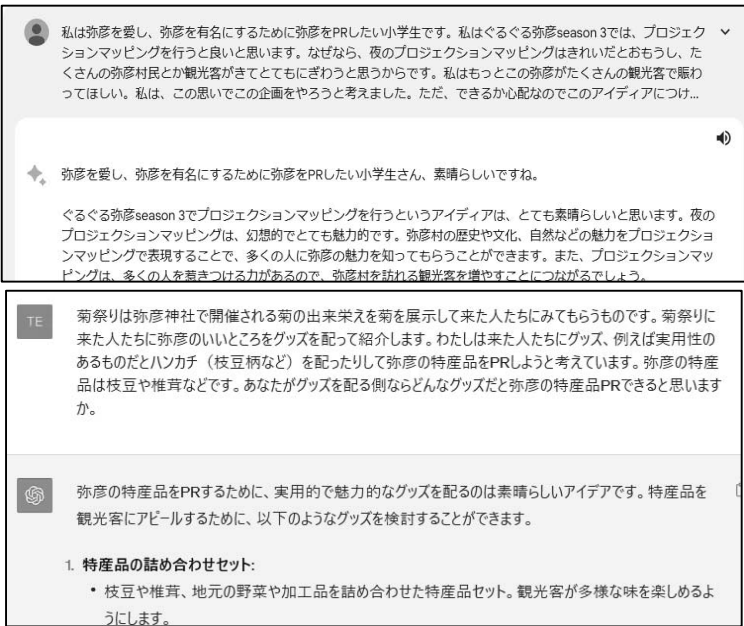 私は弥彦を愛し、弥彦を有名にするために弥彦をPRしたい小学生です。私はぐるぐる弥彦season 3では、プロジェク
ションマッピングを行うと良いと思います。なぜなら、夜のプロジェクションマッピングはきれいだとおもうし、た
くさんの弥彦村民とか観光客がきてとてもにぎわうと思うからです。私はもっとこの弥彦がたくさんの観光客で賑わ
ってほしい。私は、この思いでこの企画をやろうと考えました。ただ、できるか心配なのでこのアイディアにつけ...
弥彦を愛し、弥彦を有名にするために弥彦をPRしたい小学生さん、素晴らしいですね。
ぐるぐる弥彦season 3でプロジェクションマッピングを行うというアイディアは、とても素晴らしいと思います。夜の
プロジェクションマッピングは、幻想的でとても魅力的です。弥彦村の歴史や文化、自然などの魅力をプロジェクショ
ンマッピングで表現することで、多くの人に弥彦の魅力を知ってもらうことができます。また、プロジェクションマッ
ピングは、多くの人を惹きつける力があるので、弥彦村を訪れる観光客を増やすことにつながるでしょう。
TE
菊祭りは弥彦神社で開催される菊の出来栄えを菊を展示して来た人たちにみてもらうものです。菊祭りに
来た人たちに弥彦のいいところをグッズを配って紹介します。わたしは来た人たちにグッズ、例えば実用性の
あるものだとハンカチ（枝豆柄など）を配ったりして弥彦の特産品をPRしようと考えています。弥彦の特産
品は枝豆や椎茸などです。あなたがグッズを配る側ならどんなグッズだと弥彦の特産品PRできると思います
か。
弥彦の特産品をPRするために、実用的で魅力的なグッズを配るのは素晴らしいアイデアです。特産品を
観光客にアピールするために、以下のようなグッズを検討することができます。
1. 特産品の詰め合わせセット:
• 枝豆や椎茸、地元の野菜や加工品を詰め合わせた特産品セット。観光客が多様な味を楽しめるよ
うにします。